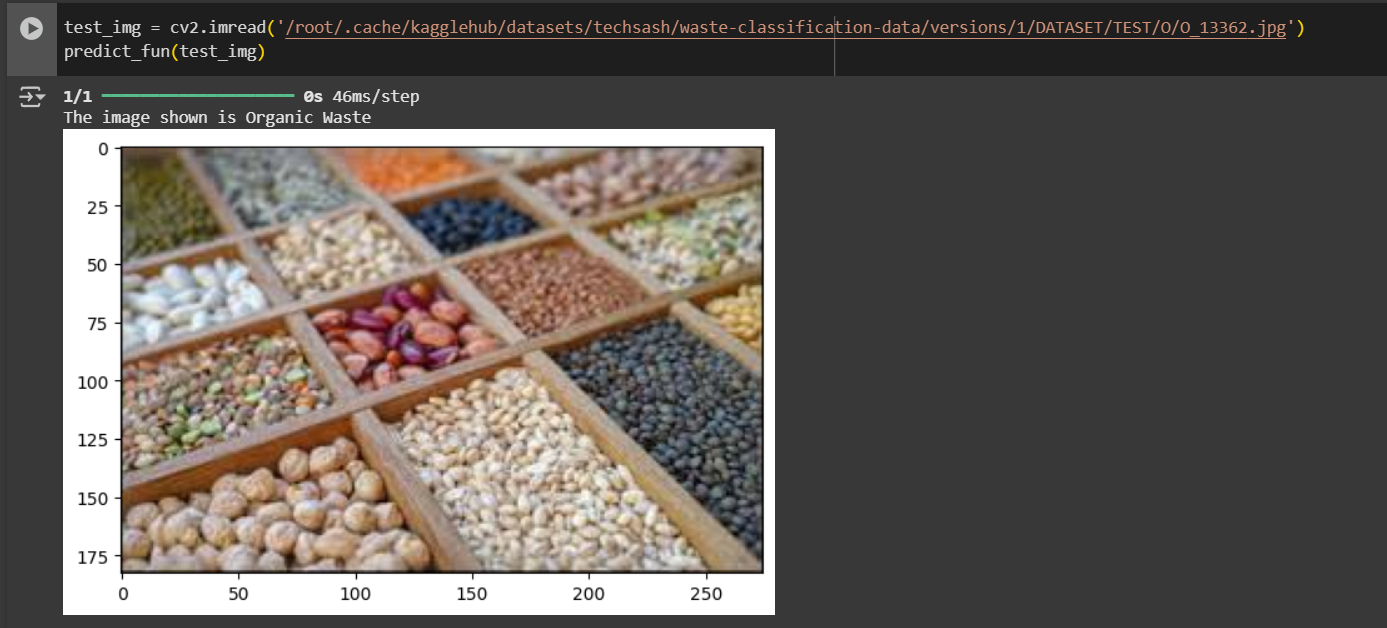 test_img = cv2.imread('/root/.cache/kagglehub/datasets/techsash/waste-classification-data/versions/1/DATASET/TEST/O/O_13362.jpg')
predict_fun(test_img)
1/1 ━━━━━━━━━━━━━━━━━━━━ 0s 46ms/step
The image shown is Organic Waste
0
25
50
75
100
125
150
175
0 50 100 150 200 250